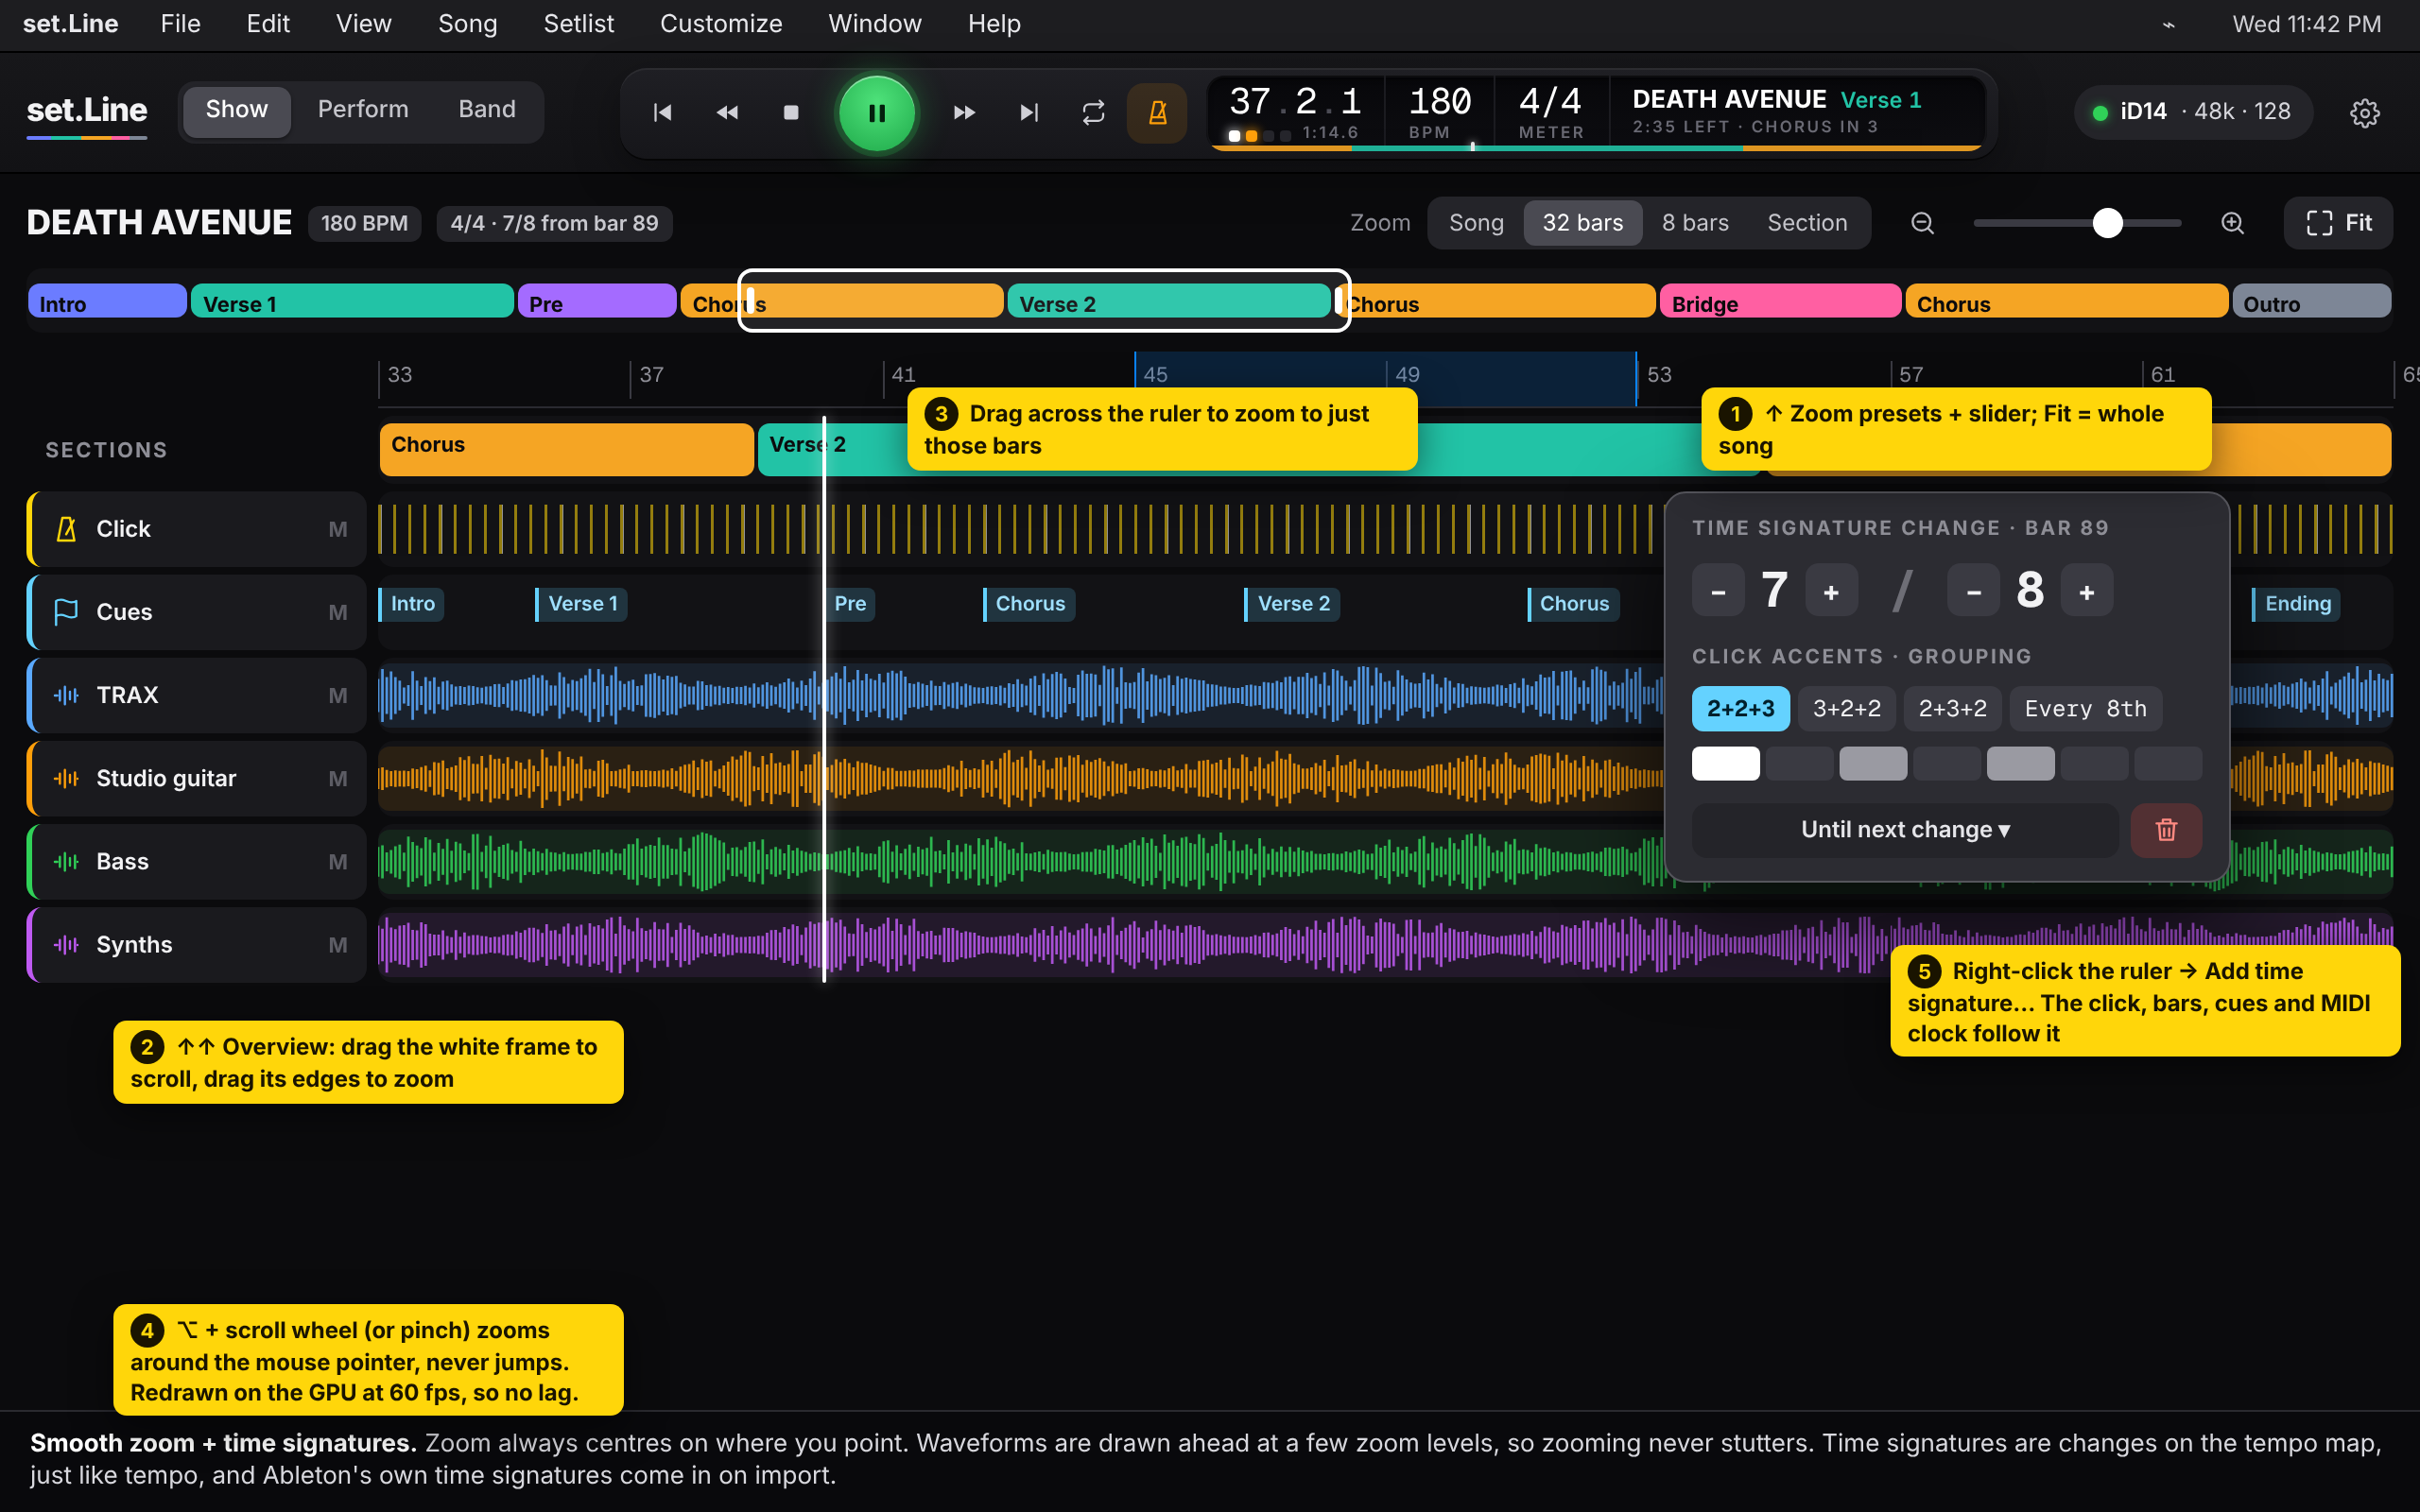 set.Line File Edit View Song Setlist Customize Window Help Wed 11:42 PM
set.Line Show Perform Band
37.2.1 180 4/4 DEATH AVENUE Verse 1
1:14.6 BPM METER 2:35 LEFT · CHORUS IN 3
iD14 · 48k · 128
DEATH AVENUE 180 BPM 4/4 · 7/8 from bar 89 Zoom Song 32 bars 8 bars Section Fit
Intro Verse 1 Pre Chorus Verse 2 Chorus Bridge Chorus Outro
33 37 41 45 49 53 57 61 65
3 Drag across the ruler to zoom to just
those bars
1 ↑ Zoom presets + slider; Fit = whole
song
SECTIONS Chorus Verse 2
Click M
Cues M Intro Verse 1 Pre Chorus Verse 2 Chorus Ending
TRAX M
Studio guitar M
Bass M
Synths M
TIME SIGNATURE CHANGE · BAR 89
- 7 + / - 8 +
CLICK ACCENTS · GROUPING
2+2+3 3+2+2 2+3+2 Every 8th
Until next change ▾
5 Right-click the ruler → Add time
signature... The click, bars, cues and MIDI
clock follow it
2 ↑↑ Overview: drag the white frame to
scroll, drag its edges to zoom
4 ⌥ + scroll wheel (or pinch) zooms
around the mouse pointer, never jumps.
Redrawn on the GPU at 60 fps, so no lag.
Smooth zoom + time signatures. Zoom always centres on where you point. Waveforms are drawn ahead at a few zoom levels, so zooming never stutters. Time signatures are changes on the tempo map,
just like tempo, and Ableton's own time signatures come in on import.